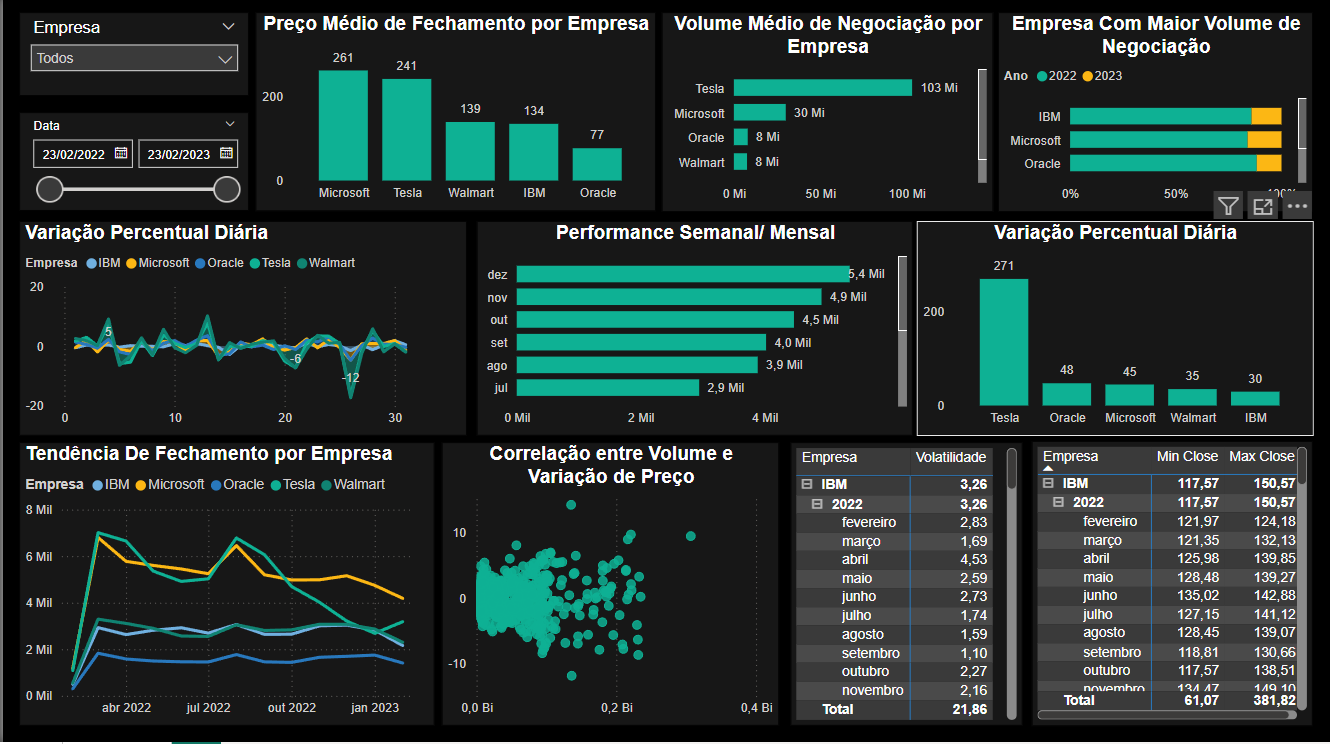 Empresa
Todos
Data
23/02/2022
23/02/2023
Preço Médio de Fechamento por Empresa
200
0
261
241
139
134
77
Microsoft
Tesla
Walmart
IBM
Oracle
Volume Médio de Negociação por
Empresa
Tesla
103 Mi
Microsoft
30 Mi
Oracle
8 Mi
Walmart
8 Mi
0 Mi
50 Mi
100 Mi
Empresa Com Maior Volume de
Negociação
Ano 2022 2023
IBM
Microsoft
Oracle
0%
50%
100%
Variação Percentual Diária
Empresa IBM Microsoft Oracle Tesla Walmart
20
0
-20
5
-6
-12
0
10
20
30
Performance Semanal/ Mensal
dez
5,4 Mil
nov
4,9 Mil
out
4,5 Mil
set
4,0 Mil
ago
3,9 Mil
jul
2,9 Mil
0 Mil
2 Mil
4 Mil
Variação Percentual Diária
200
0
271
48
45
35
30
Tesla
Oracle
Microsoft
Walmart
IBM
Tendência De Fechamento por Empresa
Empresa IBM Microsoft Oracle Tesla Walmart
8 Mil
6 Mil
4 Mil
2 Mil
0 Mil
abr 2022
jul 2022
out 2022
jan 2023
Correlação entre Volume e
Variação de Preço
10
0
-10
0,0 Bi
0,2 Bi
0,4 Bi
Empresa Volatilidade
IBM 3,26
2022 3,26
fevereiro 2,83
março 1,69
abril 4,53
maio 2,59
junho 2,73
julho 1,74
agosto 1,59
setembro 1,10
outubro 2,27
novembro 2,16
Total 21,86
Empresa Min Close Max Close
IBM 117,57 150,57
2022 117,57 150,57
fevereiro 121,97 124,18
março 121,35 132,13
abril 125,98 139,85
maio 128,48 139,27
junho 135,02 142,88
julho 127,15 141,12
agosto 128,45 139,07
setembro 118,81 130,66
outubro 117,57 138,51
novembro 134,47 149,10
Total 61,07 381,82